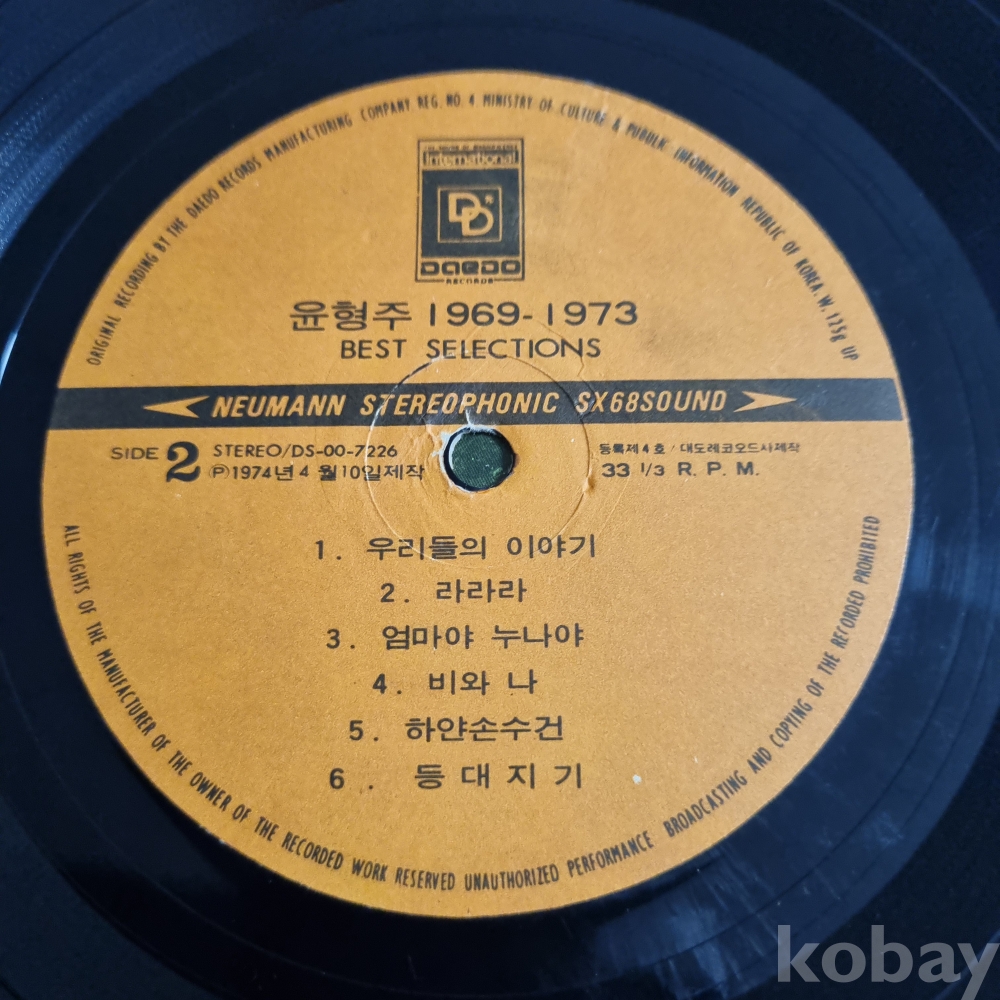 ORIGINAL RECORDING BY THE DAEDO RECORDS MANUFACTURING COMPANY REG. NO. 4 MINISTRY OF CULTURE & PUBULIC INFORMATION REPUBLIC OF KOREA. W. 125g UP
International
DAEDO
RECORDS
윤형주 1969-1973
BEST SELECTIONS
NEUMANN STEREOPHONIC SX68SOUND
SIDE 2
STEREO/DS-00-7226
Ⓟ1974년 4월 10일제작
등록제 4 호 / 대도레코오드사제작
33 1/3 R. P. M.
1. 우리들의 이야기
2. 라라라
3. 엄마야 누나야
4. 비와 나
5. 하얀손수건
6. 등대지기
ALL RIGHTS OF THE MANUFACTURER OF THE OWNER OF THE RECORDED WORK RESERVED UNAUTHORIZED PERFORMANCE BROADCASTING AND COPYING OF THE RECORDED PROHIBITED
kobay